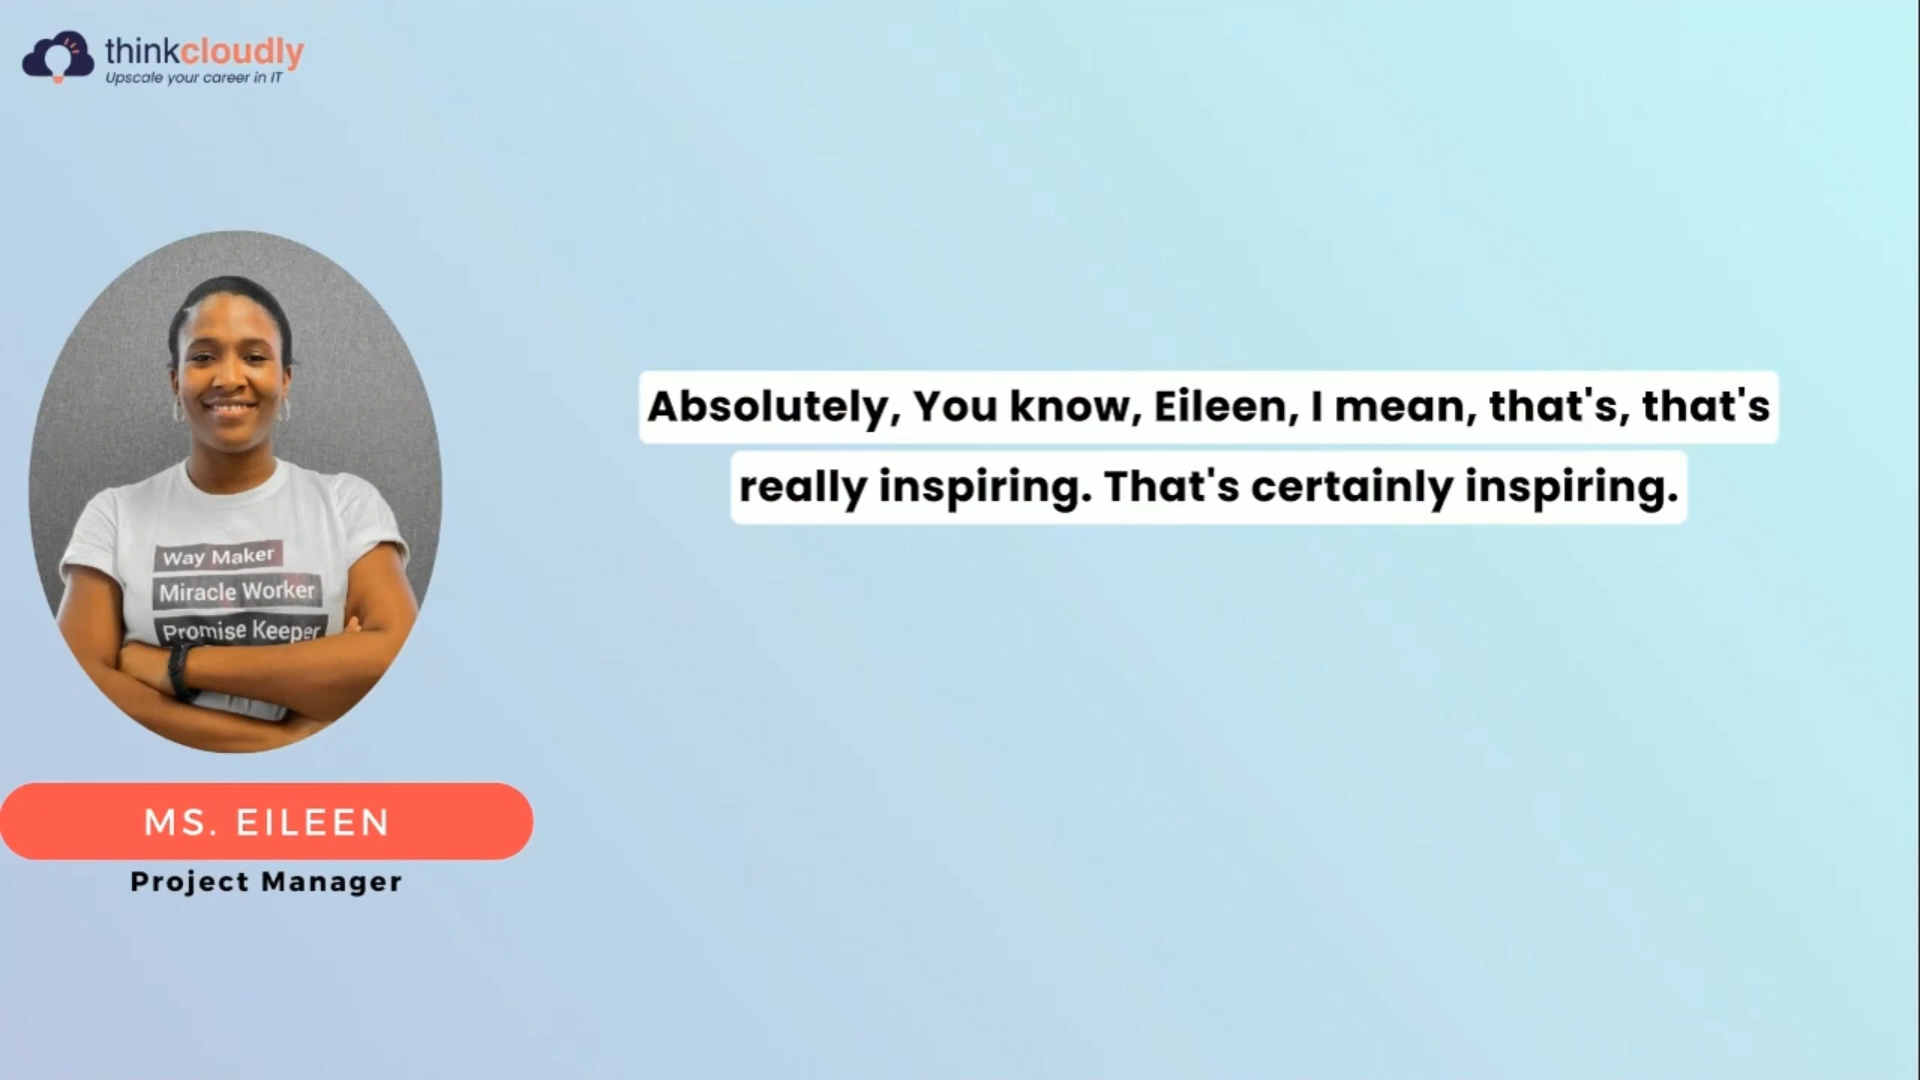 thinkcloudly
Upscale your career in IT
Absolutely, You know, Eileen, I mean, that's, that's
really inspiring. That's certainly inspiring.
Way Maker
Miracle Worker
Promise Keeper
MS. EILEEN
Project Manager